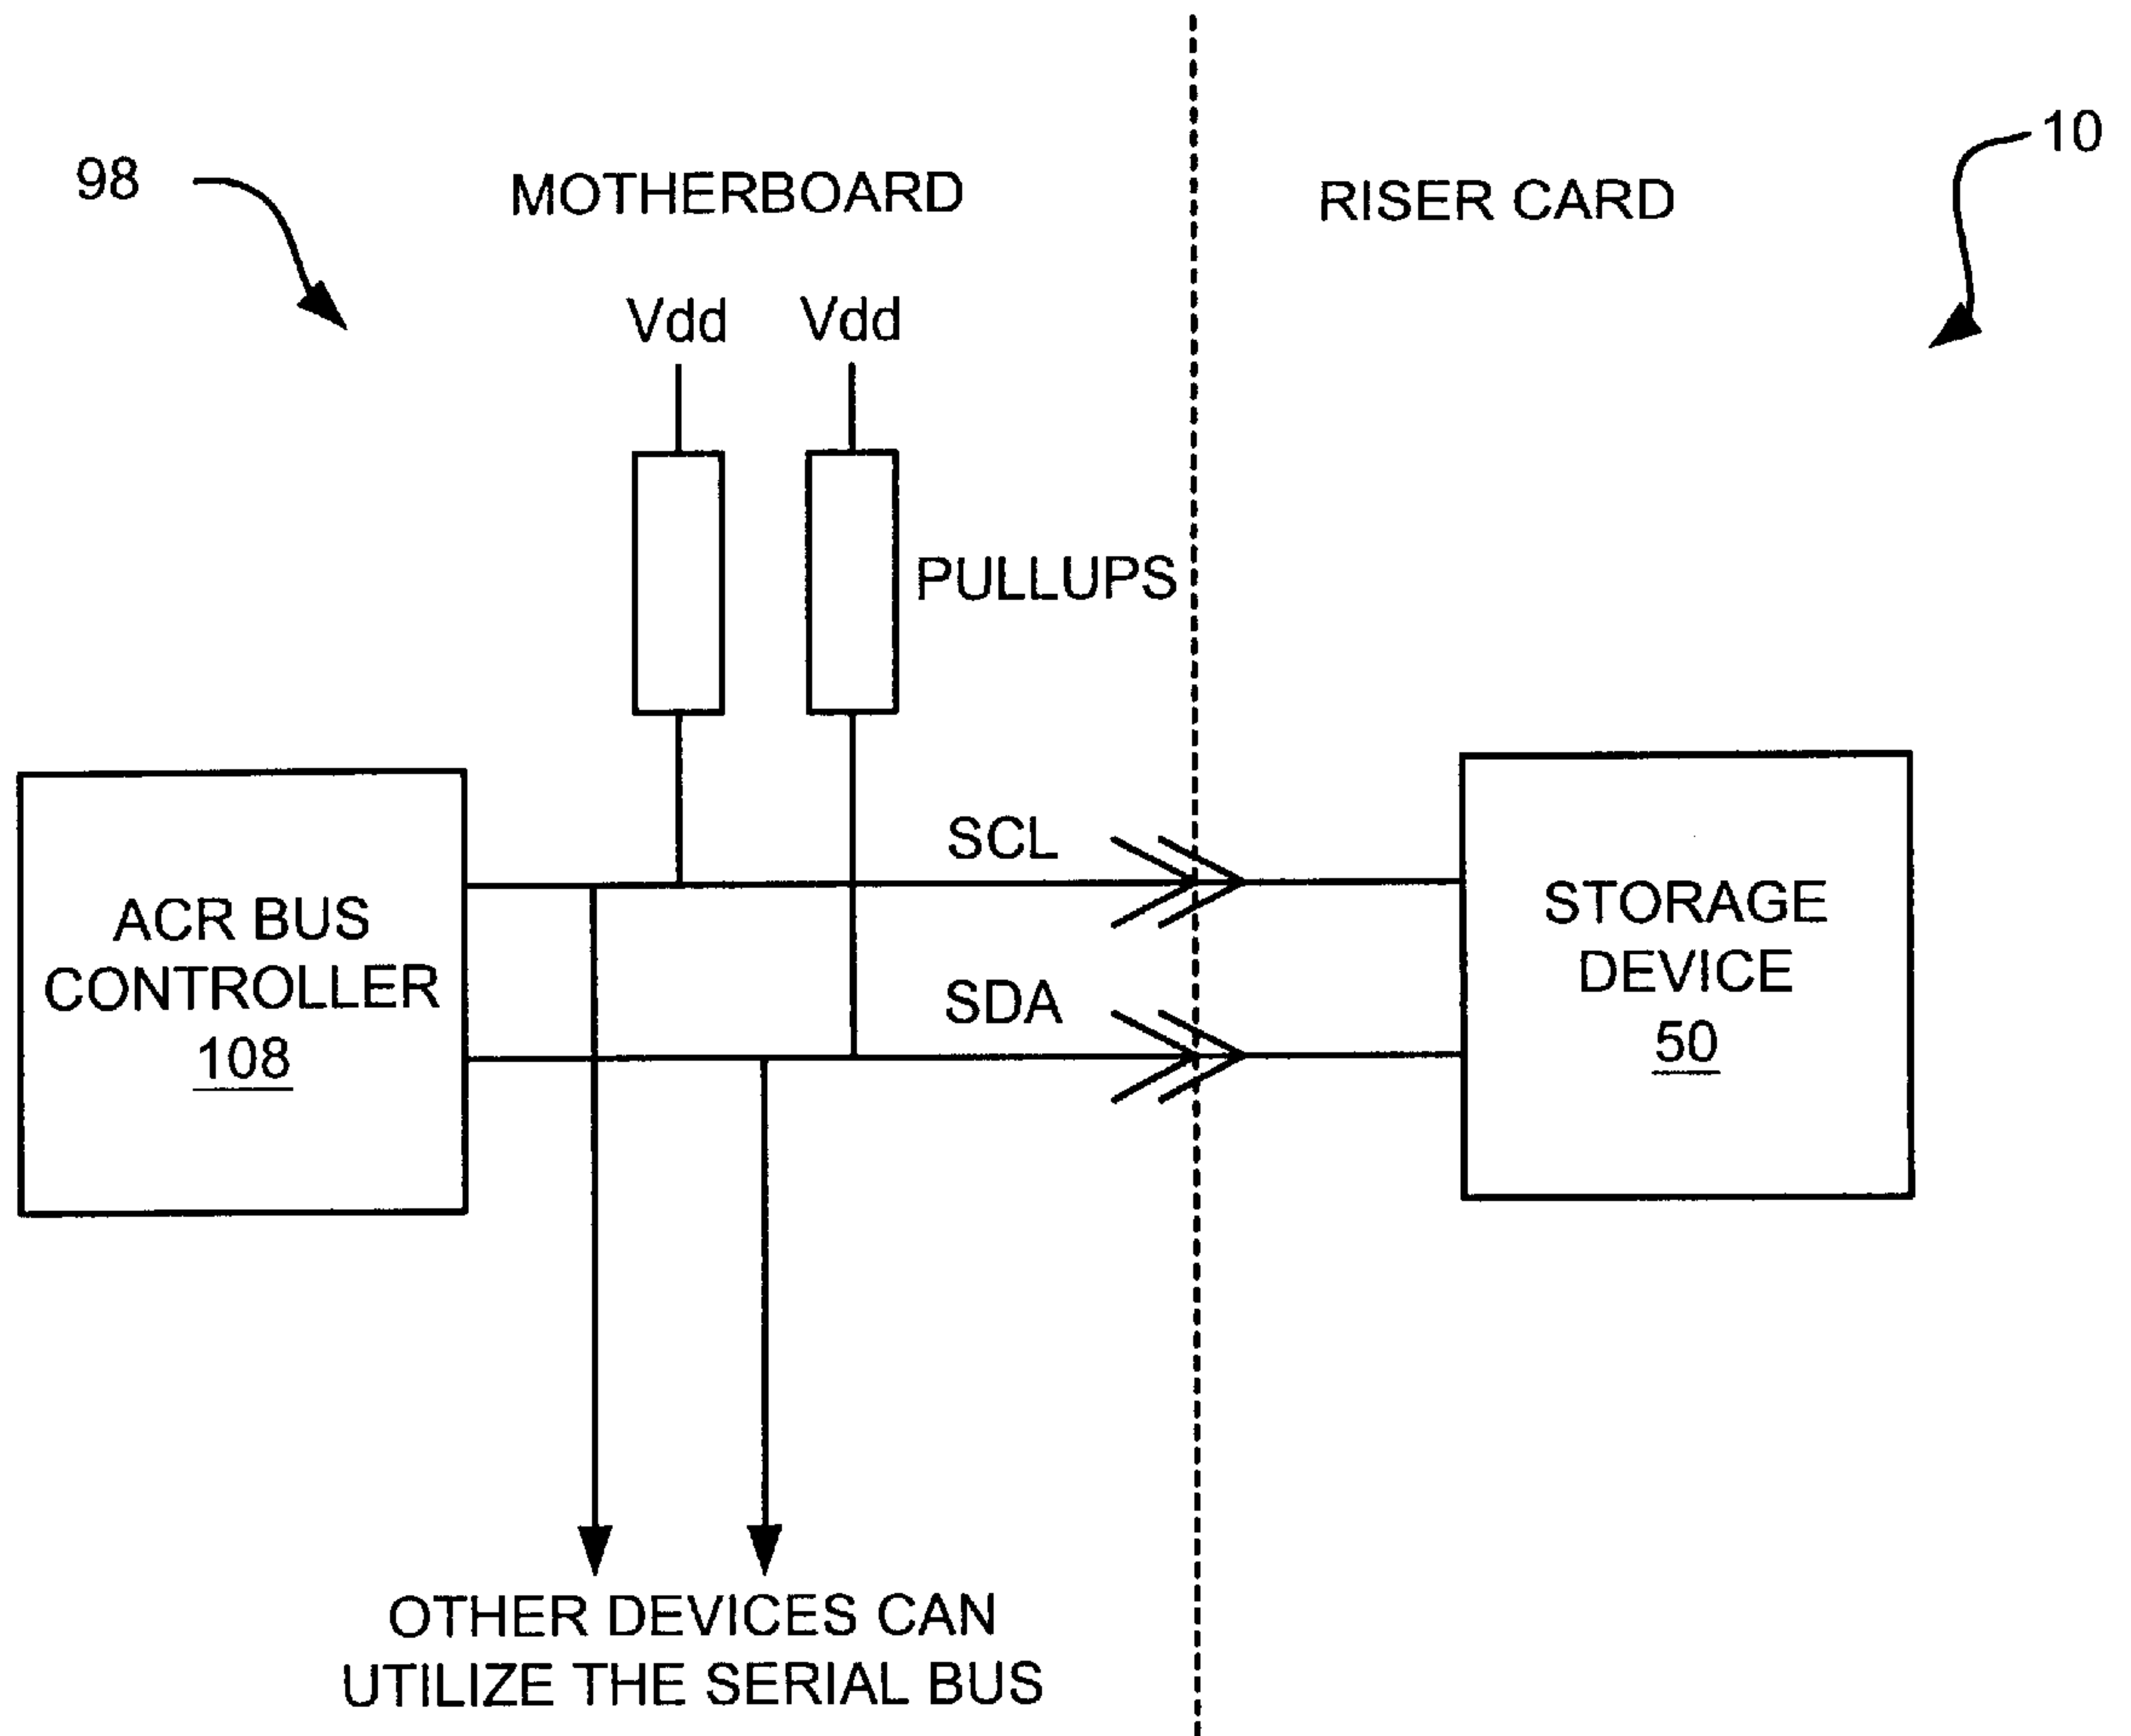 10
98
MOTHERBOARD
RISER CARD
Vdd
Vdd
PULLUPS
SCL
ACR BUS
CONTROLLER
108
STORAGE
DEVICE
50
SDA
OTHER DEVICES CAN
UTILIZE THE SERIAL BUS